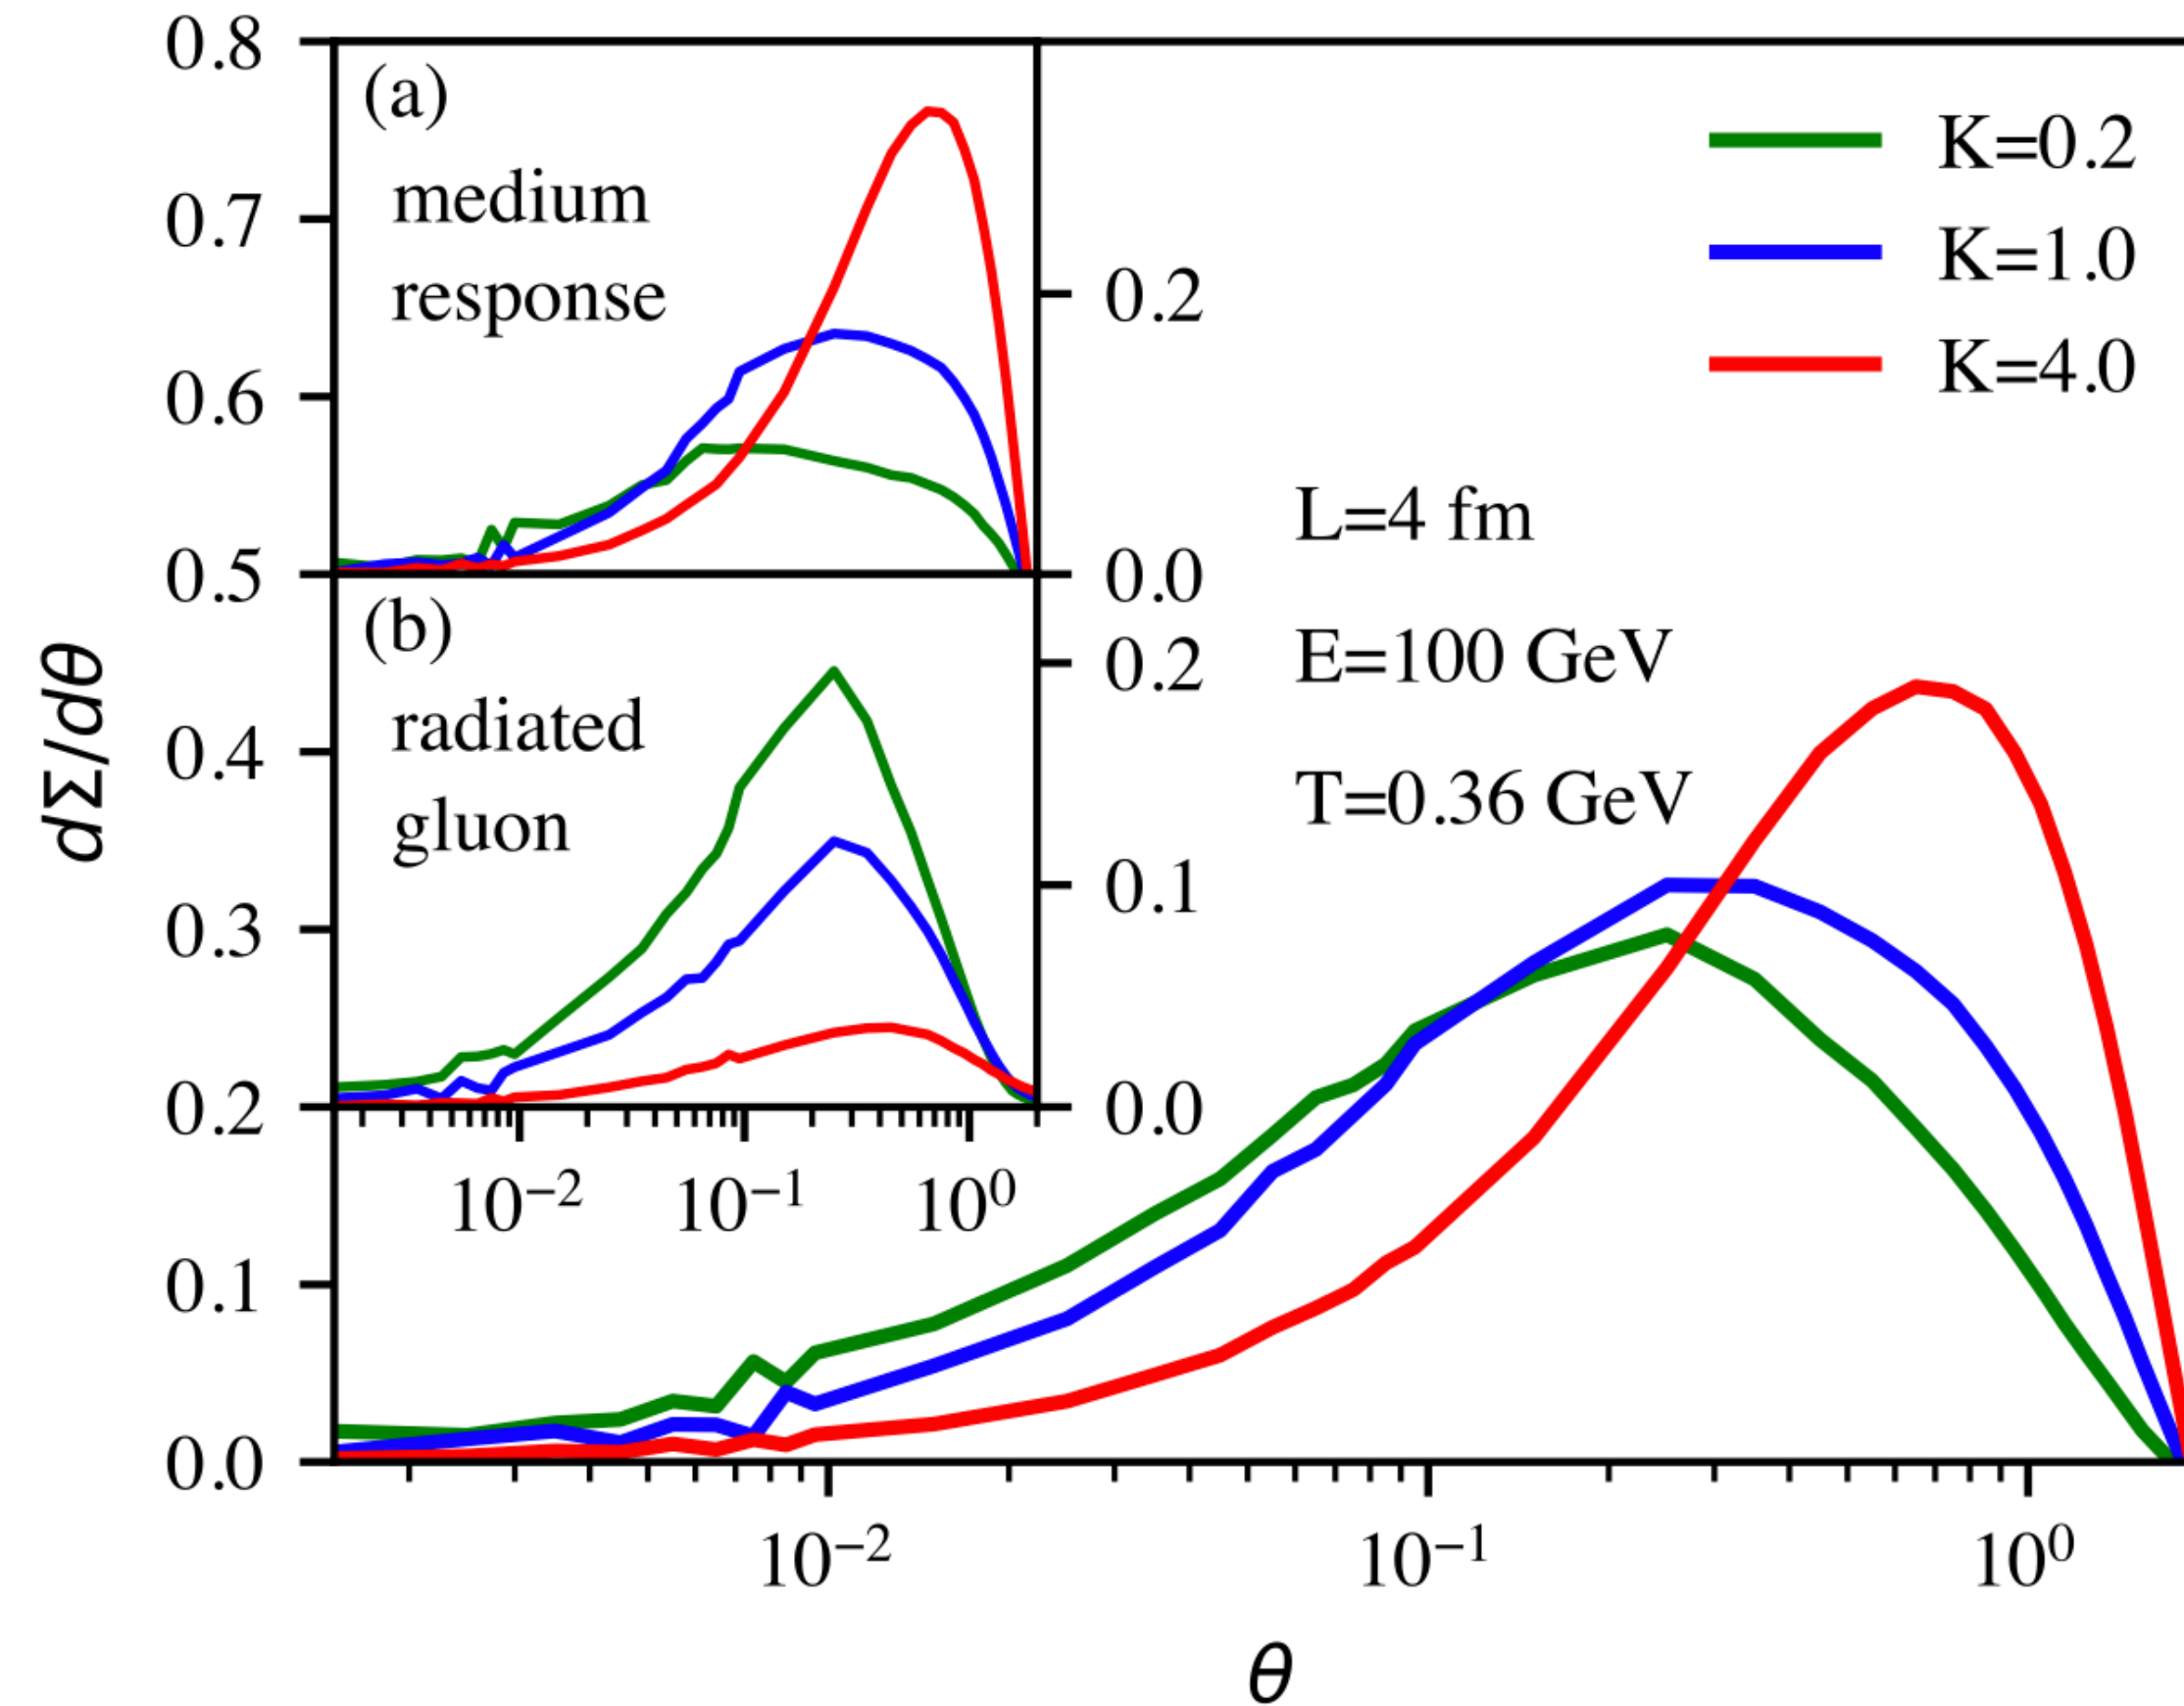 0.8
0.7
0.6
0.5
0.4
0.3
0.2
0.1
0.0
dΣ/dθ
(a)
medium
response
0.2
0.0
(b)
radiated
gluon
0.2
0.1
0.0
10⁻² 10⁻¹ 10⁰
K=0.2
K=1.0
K=4.0
L=4 fm
E=100 GeV
T=0.36 GeV
10⁻² 10⁻¹ 10⁰
θ